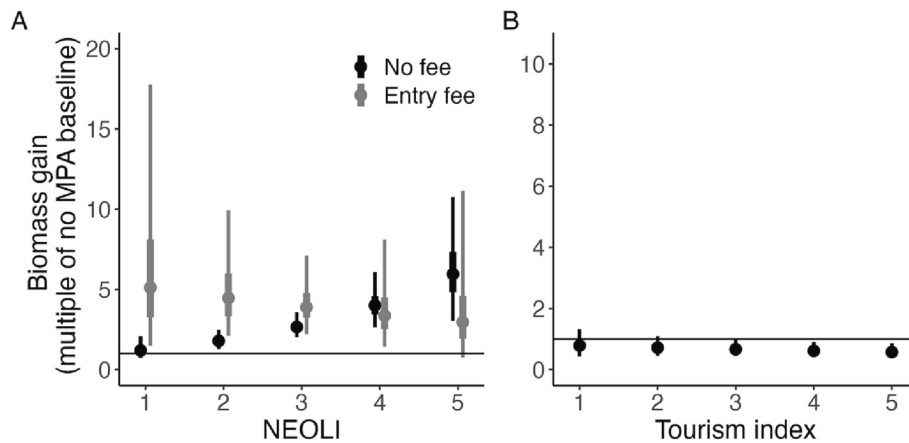 A
Biomass gain
(multiple of no MPA baseline)
20
15
10
5
0
No fee
Entry fee
1 2 3 4 5
NEOLI
B
10
8
6
4
2
0
1 2 3 4 5
Tourism index